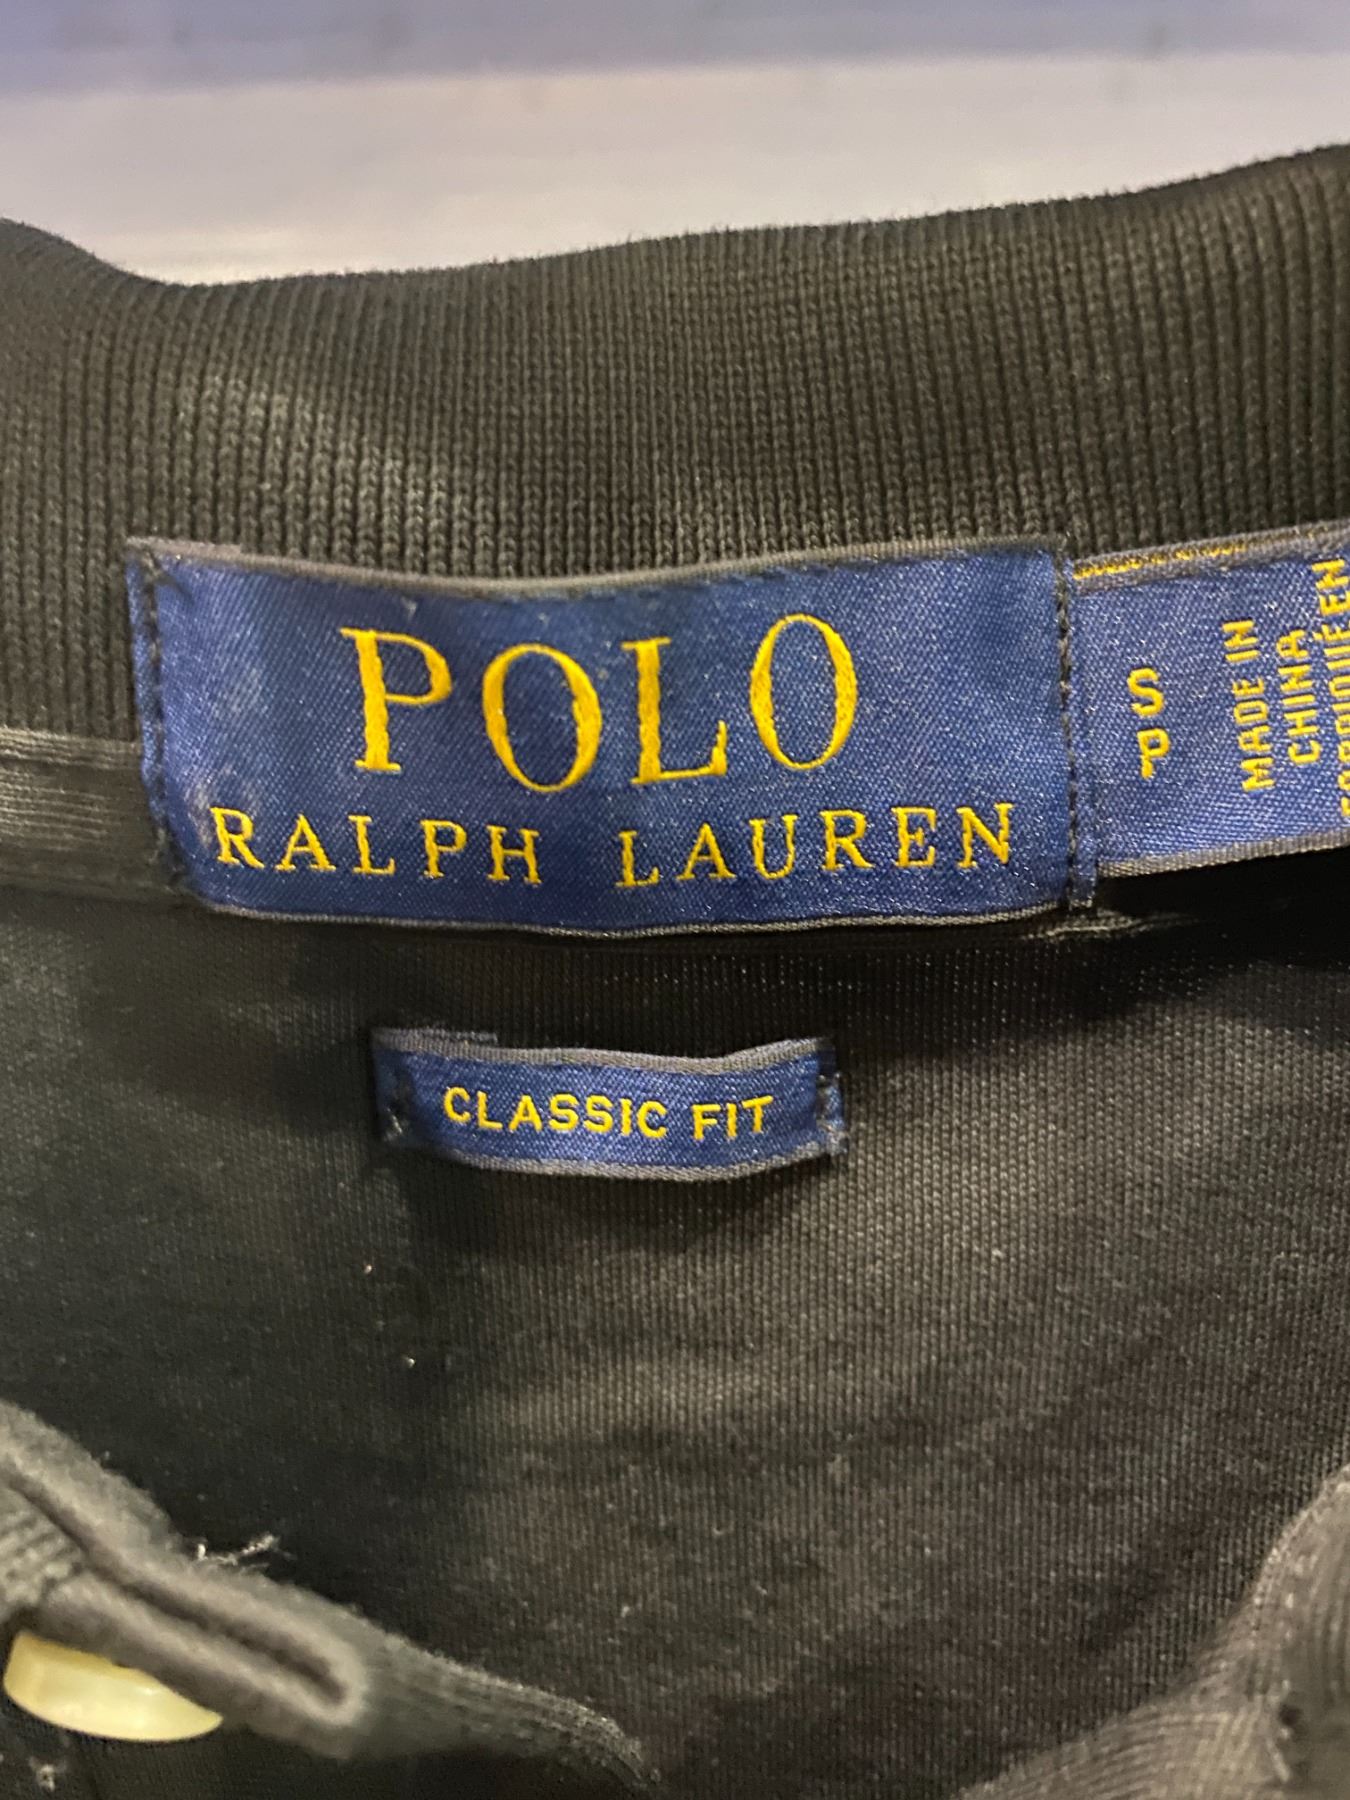 POLO
RALPH LAUREN
S
P
MADE IN
CHINA
CLASSIC FIT